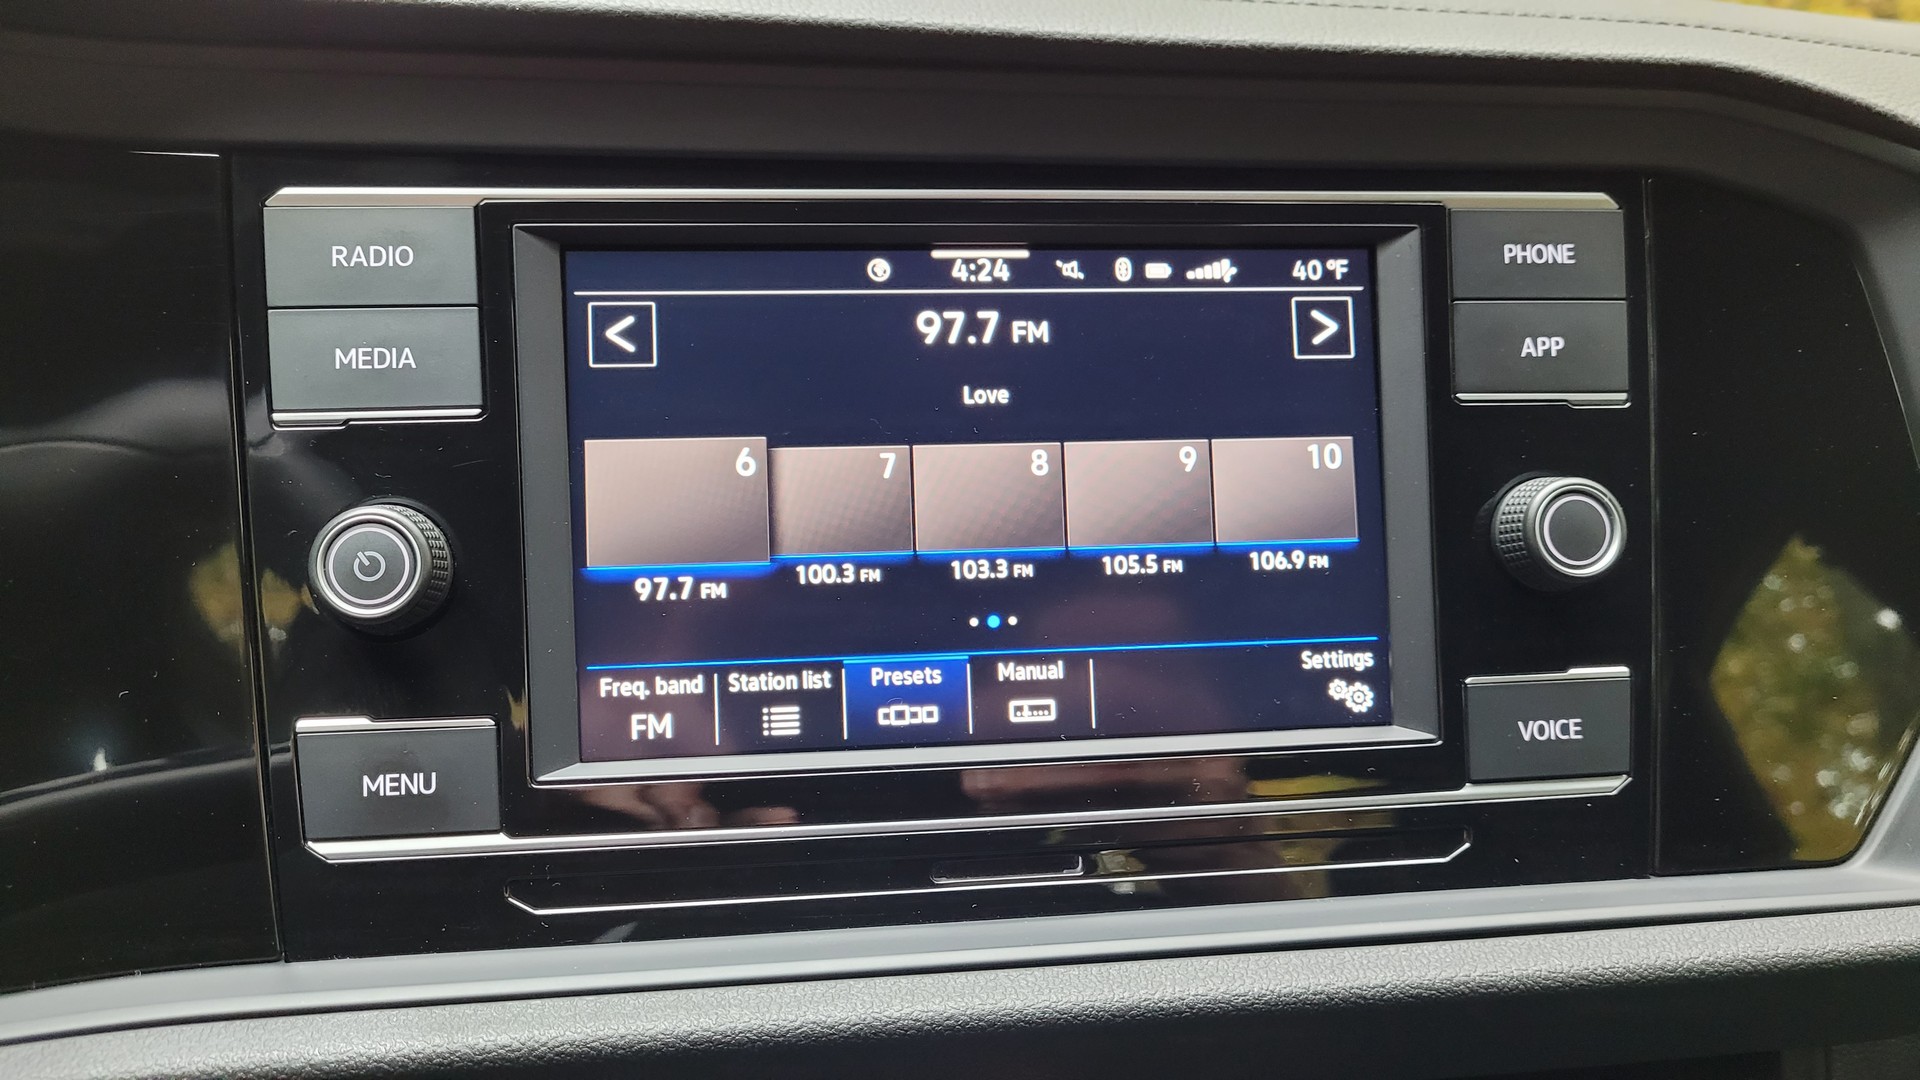 RADIO
MEDIA
MENU
4:24
40°F
97.7 FM
Love
6
7
8
9
10
97.7 FM
100.3 FM
103.3 FM
105.5 FM
106.9 FM
Freq. band
FM
Station list
Presets
Manual
Settings
PHONE
APP
VOICE